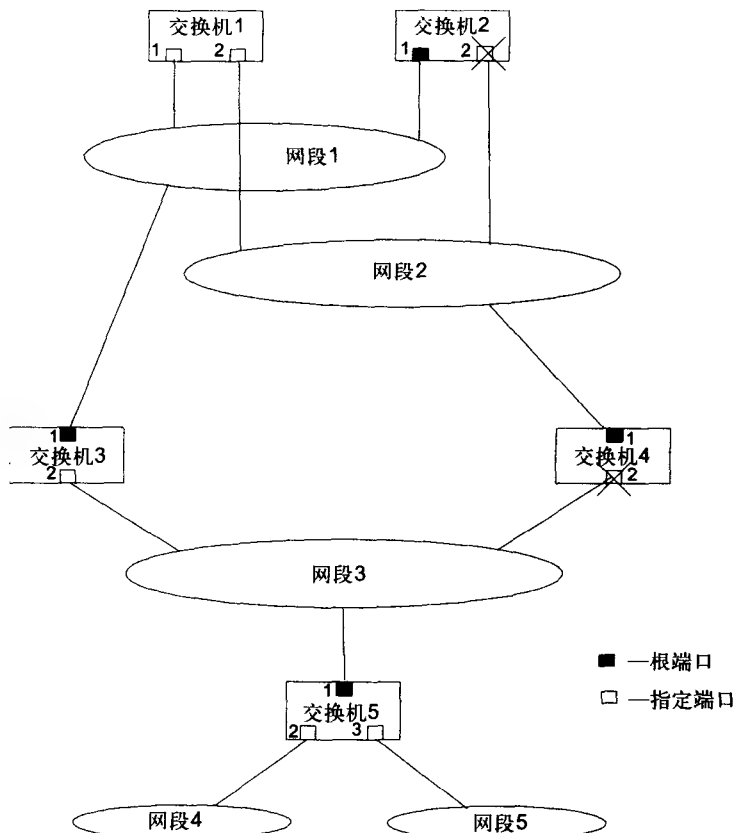 交换机1
1 2
交换机2
1 2
网段1
网段2
1
交换机3
2
1
交换机4
2
网段3
1
交换机5
2 3
■ —根端口
□ —指定端口
网段4
网段5